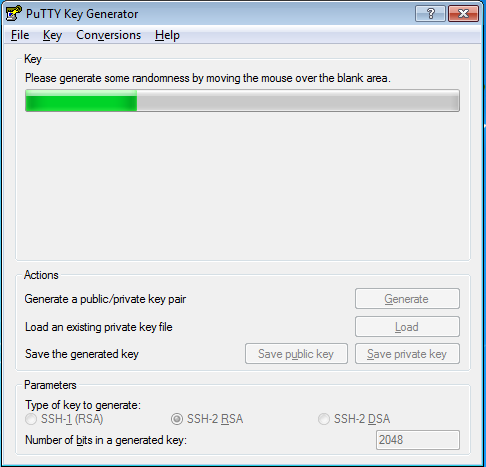 PuTTY Key Generator
File Key Conversions Help
Key
Please generate some randomness by moving the mouse over the blank area.
Actions
Generate a public/private key pair Generate
Load an existing private key file Load
Save the generated key Save public key Save private key
Parameters
Type of key to generate:
SSH-1 (RSA) SSH-2 RSA SSH-2 DSA
Number of bits in a generated key: 2048